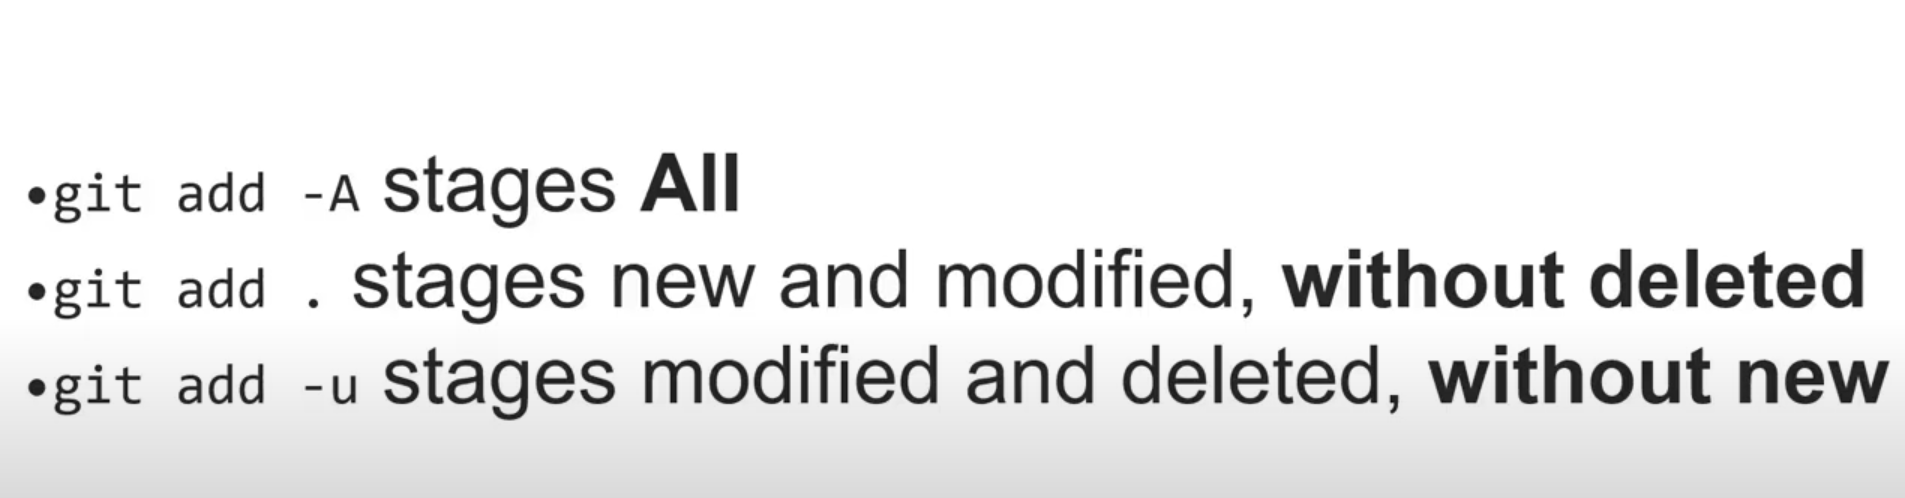 •git add -A stages All
•git add . stages new and modified, without deleted
•git add -u stages modified and deleted, without new